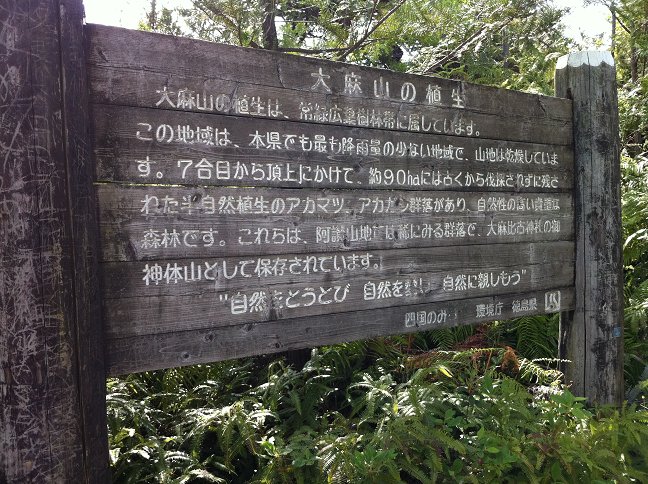 大麻山の植生
大麻山の植生は、常緑広葉樹林帯に属しています。
この地域は、本県でも最も降雨量の少ない地域で、山地は乾燥していま
す。7合目から頂上にかけて、約90haには古くから伐採されずに残さ
れた半自然植生のアカマツ、アカガシ群落があり、自然性の高い貴重な
森林です。これらは、阿讃山地では稀にみる群落で、大麻比古神社の御
神体山として保存されています。
"自然をとうとび 自然を愛し 自然に親しもう"
四国のみち 環境庁 徳島県